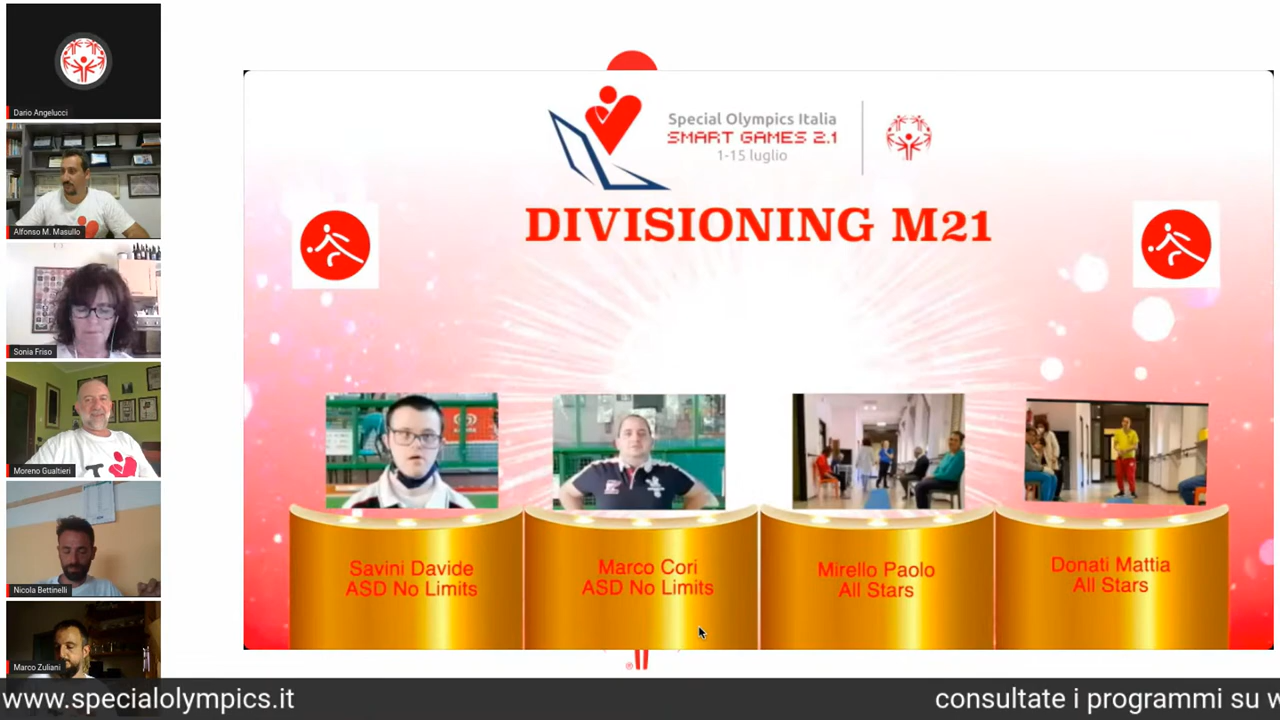 Dario Angelucci
Alfonso M. Masullo
Sonia Friso
Moreno Gualtieri
Nicola Bettinelli
Marco Zuliani
Special Olympics Italia
SMART GAMES 2.1
1-15 luglio
DIVISIONING M21
Savini Davide
ASD No Limits
Marco Cori
ASD No Limits
Mirello Paolo
All Stars
Donati Mattia
All Stars
www.specialolympics.it
consultate i programmi su w